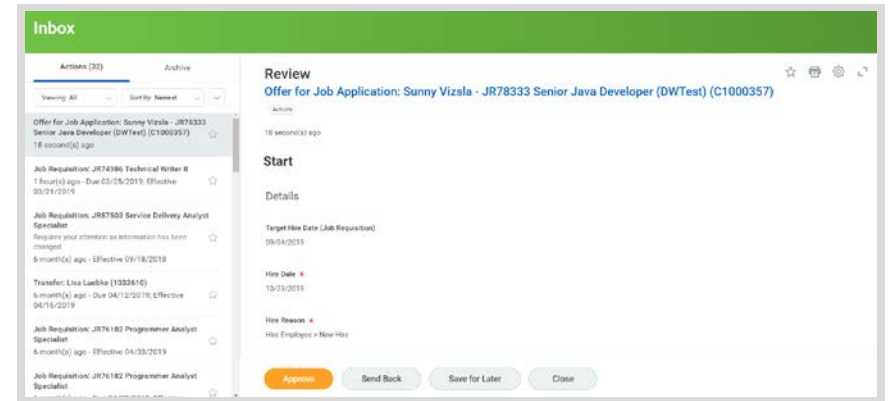 Inbox
Actions (32)
Archive
Viewing: All
Sort By: Newest
Offer for Job Application: Sunny Vizsla - JR78333
Senior Java Developer (DWTest) (C1000357)
18 second(s) ago
Job Requisition: JR74986 Technical Writer II
1 hour(s) ago - Due 03/25/2019; Effective
03/21/2019
Job Requisition: JR57503 Service Delivery Analyst
Specialist
Requires your attention as information has been
changed.
6 month(s) ago - Effective 09/18/2018
Transfer: Lisa Luebke (1033610)
6 month(s) ago - Due 04/12/2019; Effective
04/16/2019
Job Requisition: JR76182 Programmer Analyst
Specialist
6 month(s) ago - Effective 04/03/2019
Job Requisition: JR76182 Programmer Analyst
Specialist
Review
Offer for Job Application: Sunny Vizsla - JR78333 Senior Java Developer (DWTest) (C1000357)
Actions
18 second(s) ago
Start
Details
Target Hire Date (Job Requisition)
09/04/2019
Hire Date *
10/23/2019
Hire Reason *
Hire Employee > New Hire
Approve
Send Back
Save for Later
Close